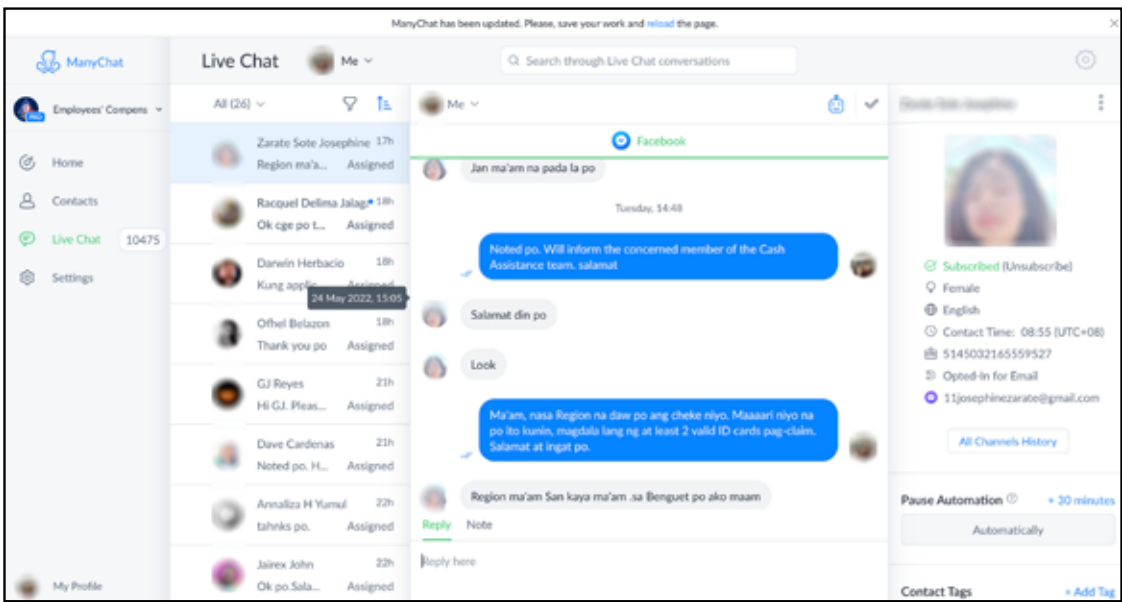 ManyChat has been updated. Please, save your work and reload the page.
ManyChat
Live Chat
Me
Search through Live Chat conversations
Employees' Compens
PRO
Home
Contacts
Live Chat 10475
Settings
My Profile
All (26)
Zarate Sote Josephine 17h
Region ma'a... Assigned
Racquel Delima Jalaga 18h
Ok cge po t... Assigned
Darwin Herbacio 18h
Kung applic... Assigned
24 May 2022, 15:05
Ofhel Belazon 18h
Thank you po Assigned
GJ Reyes 21h
Hi GJ. Pleas... Assigned
Dave Cardenas 21h
Noted po. H... Assigned
Annaliza H Yumul 22h
tahnks po. Assigned
Jairex John 22h
Ok po.Sala... Assigned
Me
Facebook
Jan ma'am na pada la po
Tuesday, 14:48
Noted po. Will inform the concerned member of the Cash
Assistance team. salamat
Salamat din po
Look
Ma'am, nasa Region na daw po ang cheke niyo. Maaaari niyo na
po ito kunin, magdala lang ng at least 2 valid ID cards pag-claim.
Salamat at ingat po.
Region ma'am San kaya ma'am .sa Benguet po ako maam
Reply Note
Reply here
Subscribed (Unsubscribe)
Female
English
Contact Time: 08:55 (UTC+08)
5145032165559527
Opted-In for Email
11josephinezarate@gmail.com
All Channels History
Pause Automation + 30 minutes
Automatically
Contact Tags + Add Tag